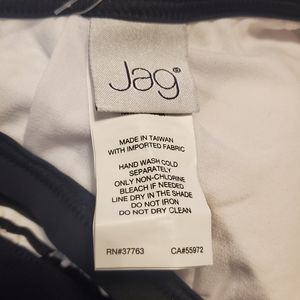 Jag®
MADE IN TAIWAN
WITH IMPORTED FABRIC
HAND WASH COLD
SEPARATELY
ONLY NON-CHLORINE
BLEACH IF NEEDED
LINE DRY IN THE SHADE
DO NOT IRON
DO NOT DRY CLEAN
RN#37763 CA#55972